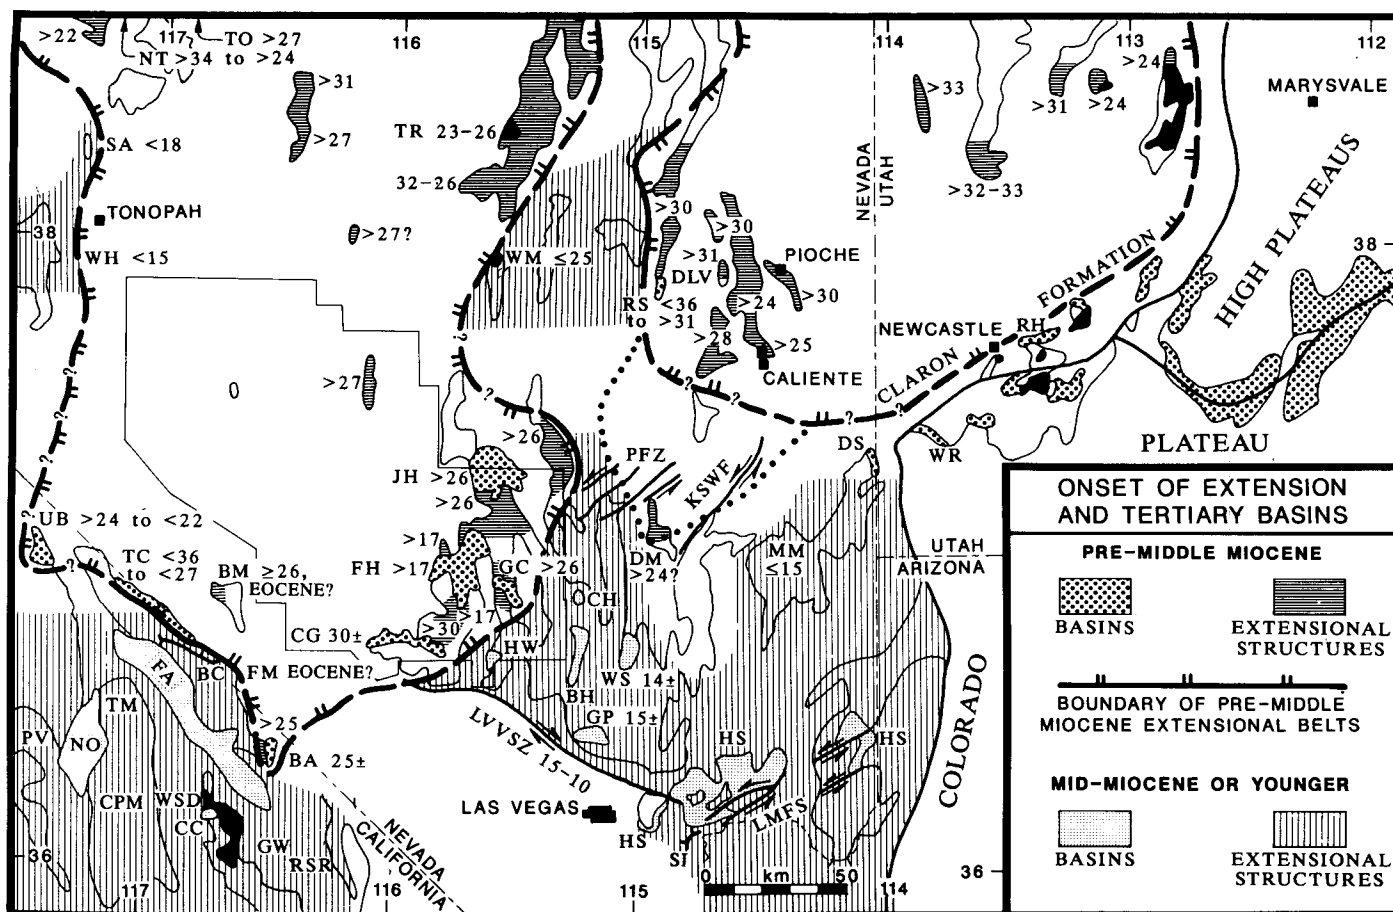 >22
117
TO >27
NT >34 to >24
116
115
114
113
112
>31
>27
SA <18
TONOPAH
38
WH <15
TR 23-26
32-26
>27?
WM ≤25
>30
>30
>31
DLV
PIOCHE
>30
RS <36
to >31
>24
>28
>25
CALIENTE
>33
NEVADA
UTAH
>32-33
>31
>24
>24
MARYSVALE
HIGH PLATEAUS
38
CLARON FORMATION
NEWCASTLE
RH
PLATEAU
WR
DS
>27
>26
JH >26
>26
PFZ
KSWF
UB >24 to <22
TC <36
to <27
BM ≥26,
EOCENE?
>17
FH >17
GC >26
>17
>30
CG 30±
FM EOCENE?
HW
CH
DM
>24?
MM
≤15
UTAH
ARIZONA
BH
WS 14±
GP 15±
LVVSZ 15-10
HS
HS
HS
SI
LMFS
LAS VEGAS
COLORADO
BC
FA
TM
PV
NO
>25
BA 25±
CPM
WSD
CC
GW
RSR
NEVADA
CALIFORNIA
36
117
116
115
114
36
0 km 50
ONSET OF EXTENSION
AND TERTIARY BASINS
PRE-MIDDLE MIOCENE
BASINS
EXTENSIONAL
STRUCTURES
BOUNDARY OF PRE-MIDDLE
MIOCENE EXTENSIONAL BELTS
MID-MIOCENE OR YOUNGER
BASINS
EXTENSIONAL
STRUCTURES